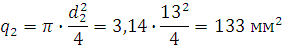 q₂ = π · d₂²/4 = 3,14 · 13²/4 = 133 мм²